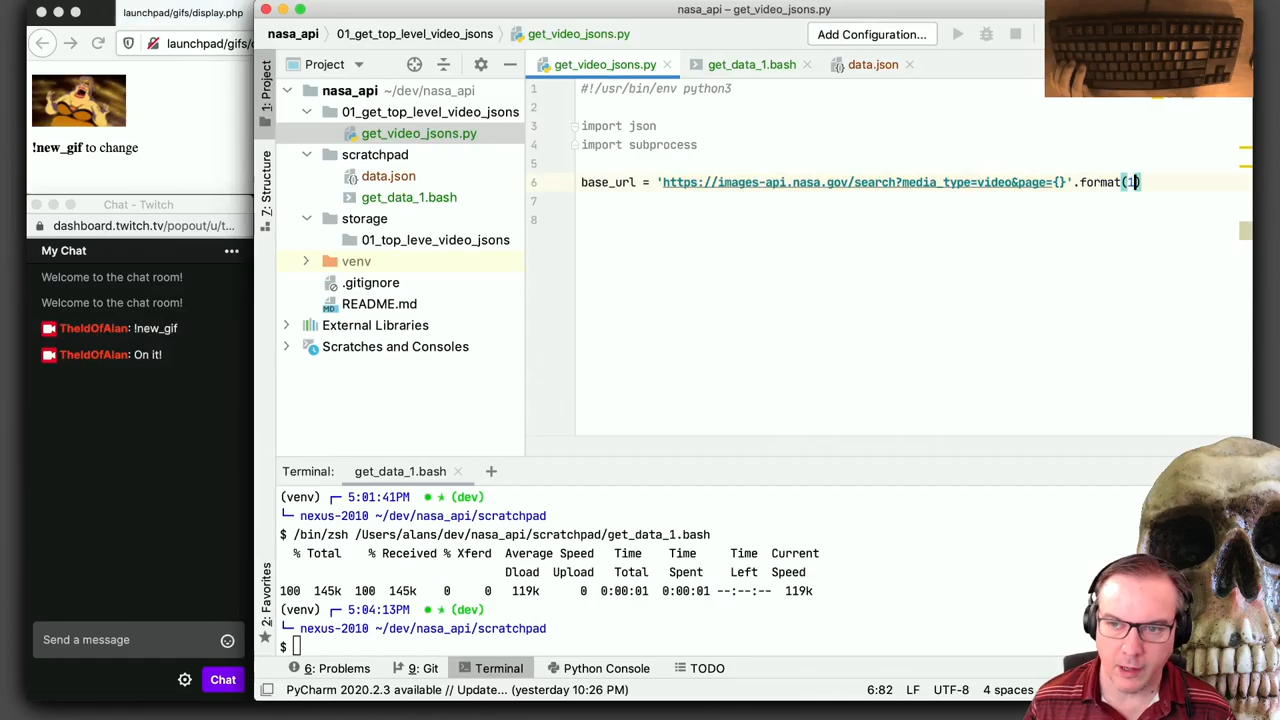 launchpad/gifs/display.php
launchpad/gifs/
!new_gif to change
Chat - Twitch
dashboard.twitch.tv/popout/u/t…
My Chat
Welcome to the chat room!
Welcome to the chat room!
TheIdOfAlan: !new_gif
TheIdOfAlan: On it!
Send a message
Chat
nasa_api – get_video_jsons.py
nasa_api 01_get_top_level_video_jsons get_video_jsons.py
Add Configuration...
1: Project
7: Structure
2: Favorites
Project
nasa_api ~/dev/nasa_api
01_get_top_level_video_jsons
get_video_jsons.py
scratchpad
data.json
get_data_1.bash
storage
01_top_leve_video_jsons
venv
.gitignore
README.md
External Libraries
Scratches and Consoles
get_video_jsons.py get_data_1.bash data.json
1 #!/usr/bin/env python3
2
3 import json
4 import subprocess
5
6 base_url = 'https://images-api.nasa.gov/search?media_type=video&page={}'.format(1)
7
8
Terminal: get_data_1.bash
(venv) 5:01:41PM (dev)
nexus-2010 ~/dev/nasa_api/scratchpad
$ /bin/zsh /Users/alans/dev/nasa_api/scratchpad/get_data_1.bash
% Total % Received % Xferd Average Speed Time Time Time Current
Dload Upload Total Spent Left Speed
100 145k 100 145k 0 0 119k 0 0:00:01 0:00:01 --:--:-- 119k
(venv) 5:04:13PM (dev)
nexus-2010 ~/dev/nasa_api/scratchpad
$
6: Problems 9: Git Terminal Python Console TODO
PyCharm 2020.2.3 available // Update... (yesterday 10:26 PM) 6:82 LF UTF-8 4 spaces